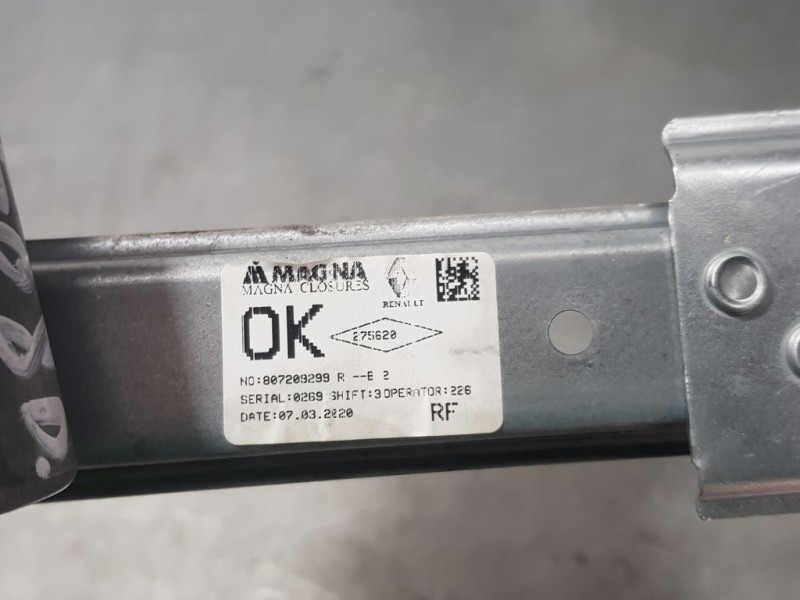 MAGNA
MAGNA CLOSURES
RENAULT
OK
275620
NO:807209299 R --E 2
SERIAL:0269 SHIFT:3 OPERATOR:226
DATE:07.03.2020
RF